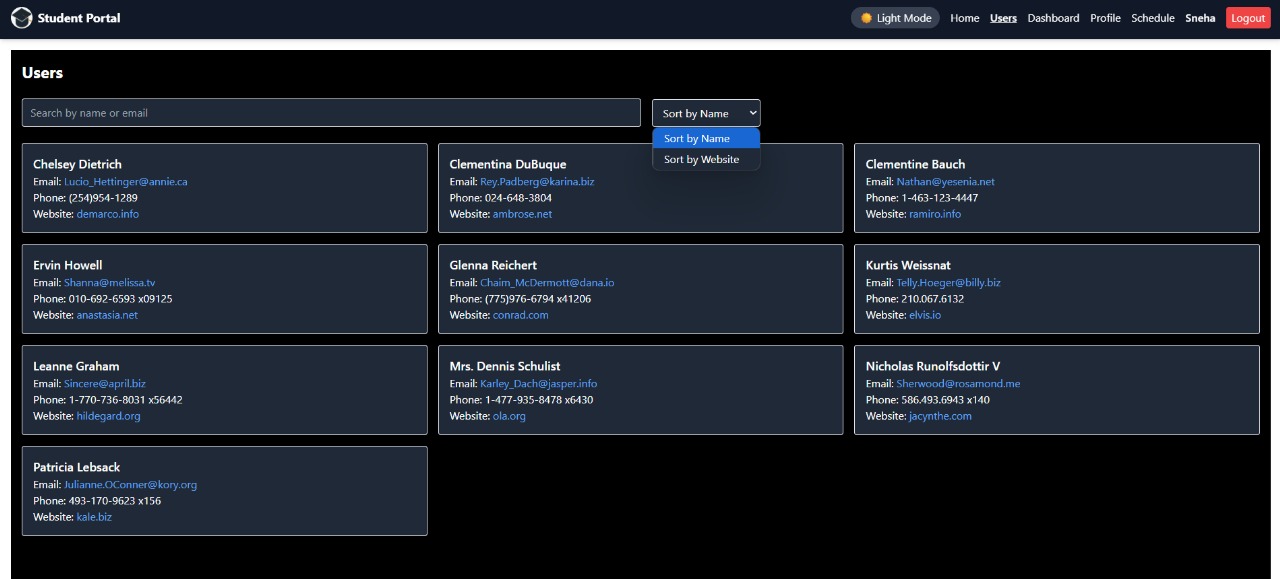 Student Portal
Light Mode Home Users Dashboard Profile Schedule Sneha Logout
Users
Search by name or email
Sort by Name
Sort by Name
Sort by Website
Chelsey Dietrich
Email: Lucio_Hettinger@annie.ca
Phone: (254)954-1289
Website: demarco.info
Clementina DuBuque
Email: Rey.Padberg@karina.biz
Phone: 024-648-3804
Website: ambrose.net
Clementine Bauch
Email: Nathan@yesenia.net
Phone: 1-463-123-4447
Website: ramiro.info
Ervin Howell
Email: Shanna@melissa.tv
Phone: 010-692-6593 x09125
Website: anastasia.net
Glenna Reichert
Email: Chaim_McDermott@dana.io
Phone: (775)976-6794 x41206
Website: conrad.com
Kurtis Weissnat
Email: Telly.Hoeger@billy.biz
Phone: 210.067.6132
Website: elvis.io
Leanne Graham
Email: Sincere@april.biz
Phone: 1-770-736-8031 x56442
Website: hildegard.org
Mrs. Dennis Schulist
Email: Karley_Dach@jasper.info
Phone: 1-477-935-8478 x6430
Website: ola.org
Nicholas Runolfsdottir V
Email: Sherwood@rosamond.me
Phone: 586.493.6943 x140
Website: jacynthe.com
Patricia Lebsack
Email: Julianne.OConner@kory.org
Phone: 493-170-9623 x156
Website: kale.biz